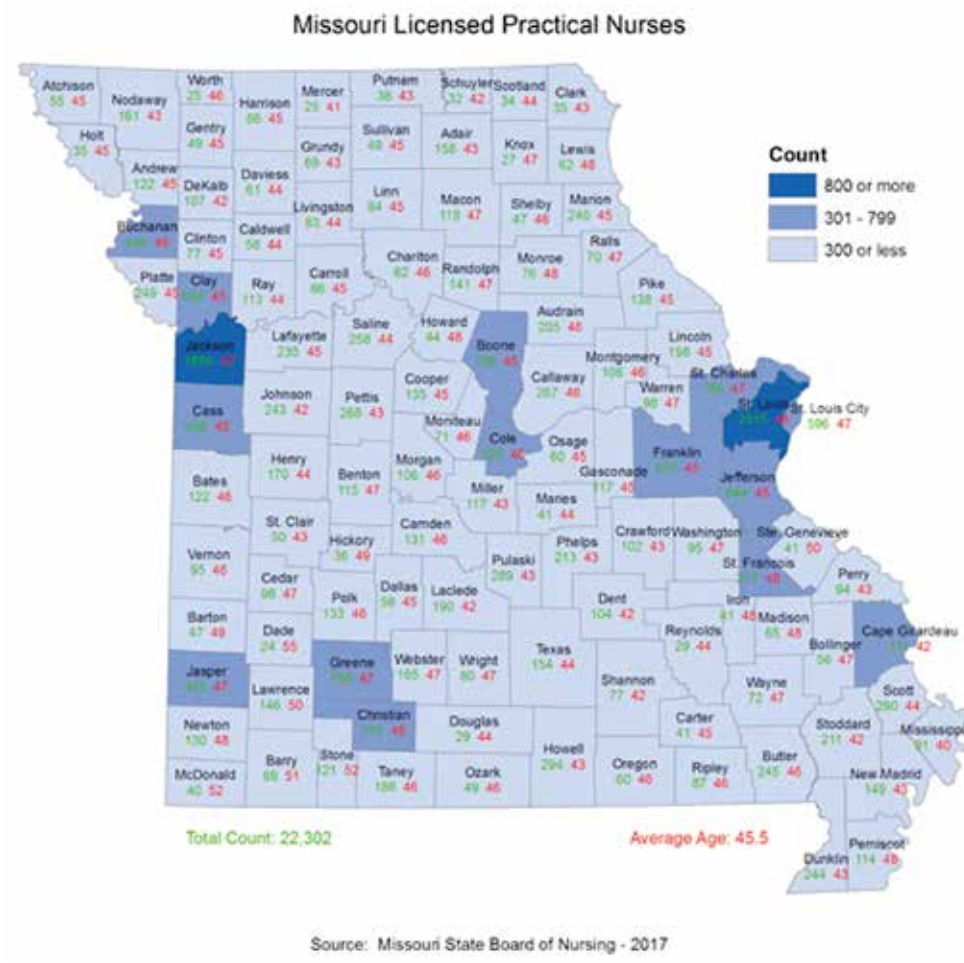 Missouri Licensed Practical Nurses
Atchison
55 45
Nodaway
161 43
Worth
25 46
Harrison
66 45
Mercer
25 41
Putnam
38 43
Schuyler
32 42
Scotland
34 44
Clark
35 43
Holt
35 45
Gentry
49 45
Grundy
69 43
Sullivan
49 45
Adair
158 43
Knox
27 47
Lewis
62 48
Andrew
122 45
DeKalb
107 42
Daviess
61 44
Livingston
83 44
Linn
84 45
Macon
118 47
Shelby
47 46
Marion
240 45
Buchanan
Clinton
77 45
Caldwell
58 44
Ralls
70 47
Platte
249 45
Clay
Ray
113 44
Carroll
66 45
Chariton
62 46
Randolph
141 47
Monroe
76 48
Pike
138 45
Jackson
Lafayette
235 45
Saline
258 44
Howard
44 48
Boone
Audrain
205 46
Montgomery
106 46
Lincoln
198 45
Cass
Johnson
243 42
Pettis
268 43
Cooper
135 45
Callaway
287 46
Warren
98 47
St. Charles
St. Louis
St. Louis City
596 47
Moniteau
71 46
Cole
Osage
60 45
Gasconade
117 45
Franklin
Jefferson
Bates
122 46
Henry
170 44
Benton
115 47
Morgan
106 46
Miller
117 43
Maries
41 44
St. Clair
50 43
Hickory
36 49
Camden
131 46
Pulaski
289 43
Phelps
213 43
Crawford
102 43
Washington
95 47
Ste. Genevieve
41 50
St. Francois
Perry
94 43
Vernon
95 46
Cedar
98 47
Polk
133 46
Dallas
58 45
Laclede
190 42
Dent
104 42
Iron
41 48
Madison
65 48
Barton
47 49
Dade
24 55
Reynolds
29 44
Bollinger
56 47
Cape Girardeau
42
Jasper
47
Lawrence
146 50
Greene
47
Webster
165 47
Wright
80 47
Texas
154 44
Shannon
77 42
Wayne
72 47
Scott
290 44
Newton
130 48
Christian
Douglas
29 44
Howell
294 43
Carter
41 45
Stoddard
211 42
Mississippi
91 40
McDonald
40 52
Barry
69 51
Stone
121 52
Taney
188 46
Ozark
49 46
Oregon
60 46
Ripley
87 46
Butler
245 46
New Madrid
149 43
Dunklin
244 43
Pemiscot
114 48
Count
800 or more
301 - 799
300 or less
Total Count: 22,302
Average Age: 45.5
Source: Missouri State Board of Nursing - 2017